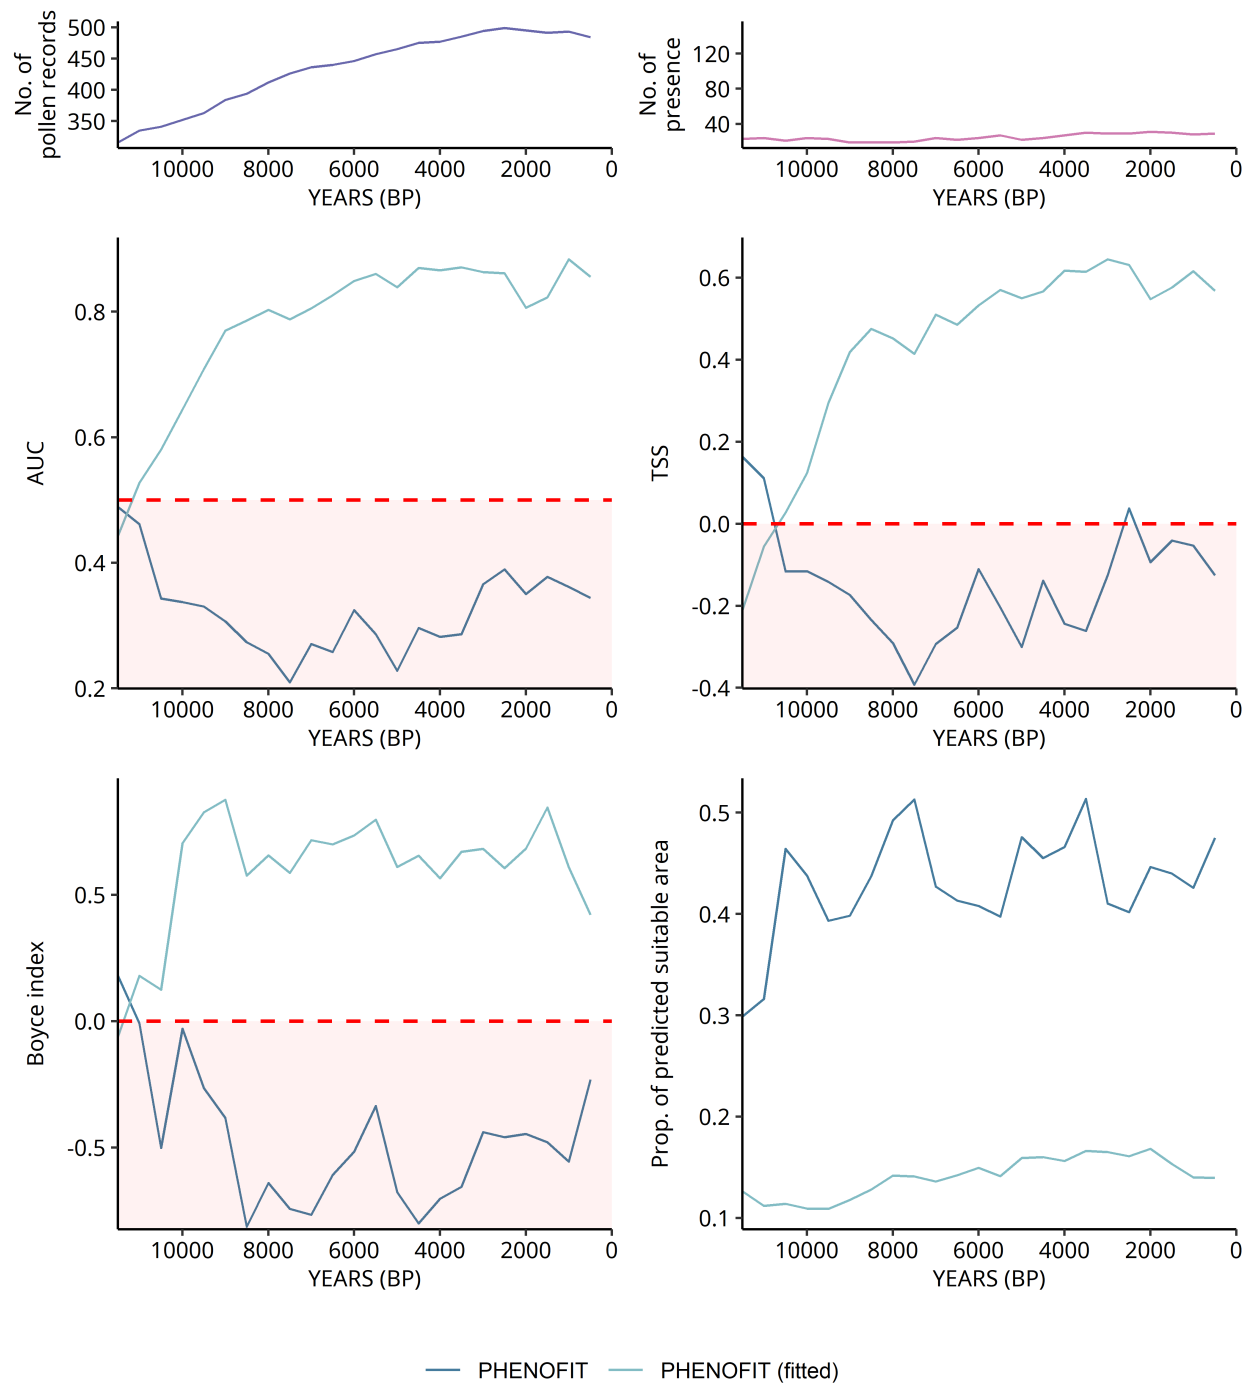 No. of
pollen records
500
450
400
350
10000 8000 6000 4000 2000 0
YEARS (BP)
No. of
presence
120
80
40
10000 8000 6000 4000 2000 0
YEARS (BP)
AUC
0.8
0.6
0.4
0.2
10000 8000 6000 4000 2000 0
YEARS (BP)
TSS
0.6
0.4
0.2
0.0
-0.2
-0.4
10000 8000 6000 4000 2000 0
YEARS (BP)
Boyce index
0.5
0.0
-0.5
10000 8000 6000 4000 2000 0
YEARS (BP)
Prop. of predicted suitable area
0.5
0.4
0.3
0.2
0.1
10000 8000 6000 4000 2000 0
YEARS (BP)
PHENOFIT PHENOFIT (fitted)